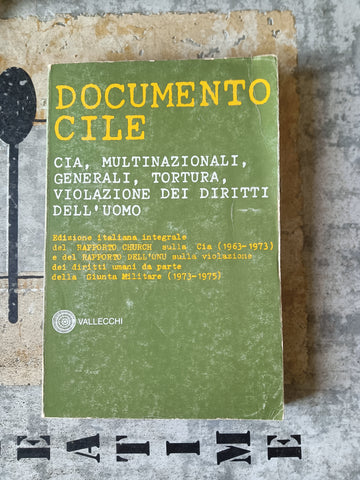 DOCUMENTO
CILE
CIA, MULTINAZIONALI,
GENERALI, TORTURA,
VIOLAZIONE DEI DIRITTI
DELL'UOMO
Edizione italiana integrale
del RAPPORTO CHURCH sulla Cia (1963-1973)
e del RAPPORTO DELL'ONU sulla violazione
dei diritti umani da parte
della Giunta Militare (1973-1975)
VALLECCHI
EATIME